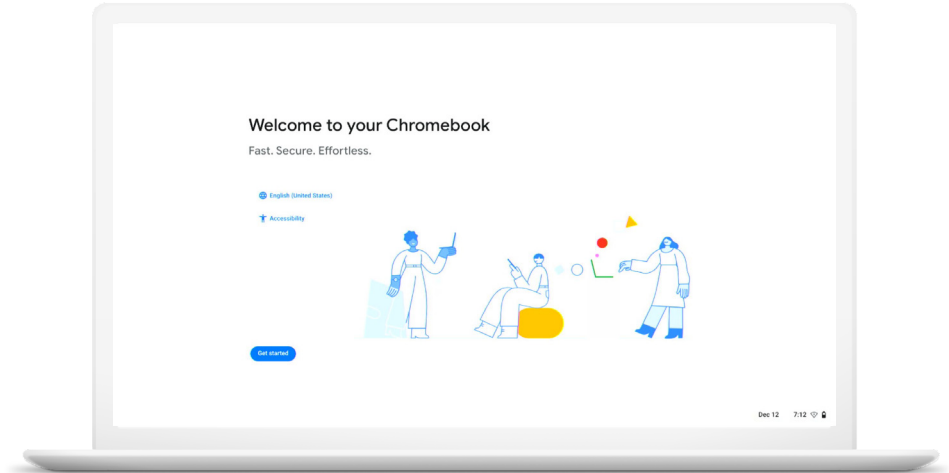 Welcome to your Chromebook
Fast. Secure. Effortless.
English (United States)
Accessibility
Get started
Dec 12 7:12